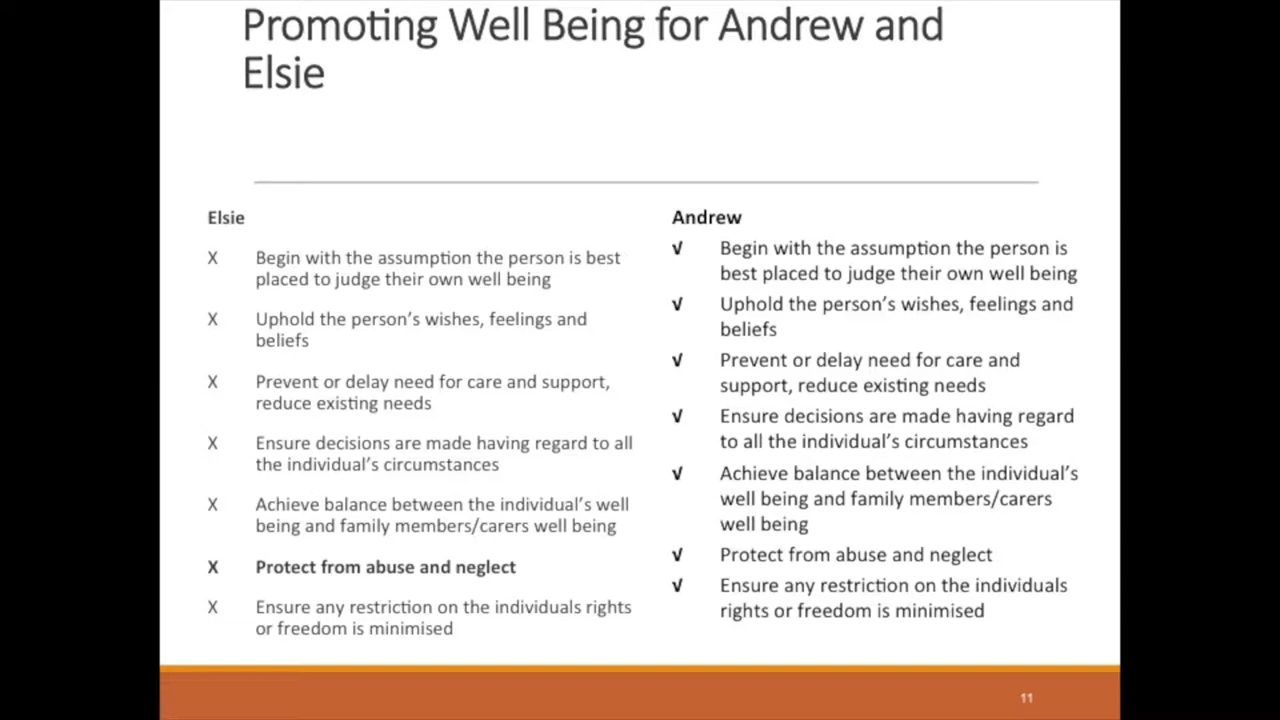 Promoting Well Being for Andrew and
Elsie
Elsie
X Begin with the assumption the person is best
placed to judge their own well being
X Uphold the person's wishes, feelings and
beliefs
X Prevent or delay need for care and support,
reduce existing needs
X Ensure decisions are made having regard to all
the individual's circumstances
X Achieve balance between the individual's well
being and family members/carers well being
X Protect from abuse and neglect
X Ensure any restriction on the individuals rights
or freedom is minimised
Andrew
√ Begin with the assumption the person is
best placed to judge their own well being
√ Uphold the person's wishes, feelings and
beliefs
√ Prevent or delay need for care and
support, reduce existing needs
√ Ensure decisions are made having regard
to all the individual's circumstances
√ Achieve balance between the individual's
well being and family members/carers
well being
√ Protect from abuse and neglect
√ Ensure any restriction on the individuals
rights or freedom is minimised
11